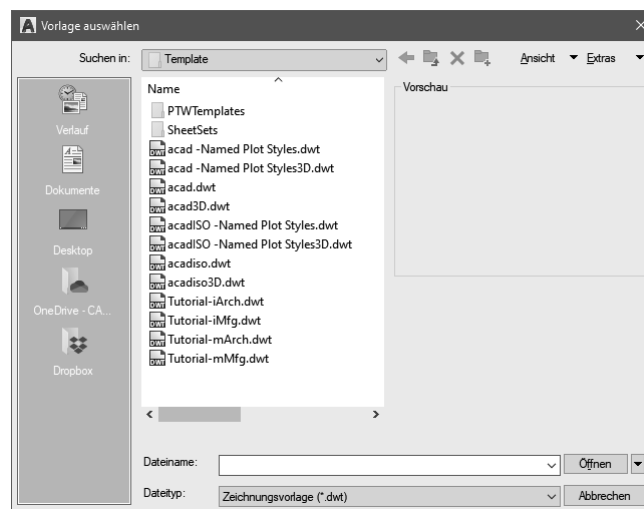 Vorlage auswählen
Suchen in: Template Ansicht Extras
Verlauf
Dokumente
Desktop
OneDrive - CA...
Dropbox
Name
PTWTemplates
SheetSets
acad -Named Plot Styles.dwt
acad -Named Plot Styles3D.dwt
acad.dwt
acad3D.dwt
acadISO -Named Plot Styles.dwt
acadISO -Named Plot Styles3D.dwt
acadiso.dwt
acadiso3D.dwt
Tutorial-iArch.dwt
Tutorial-iMfg.dwt
Tutorial-mArch.dwt
Tutorial-mMfg.dwt
Vorschau
Dateiname: Öffnen
Dateityp: Zeichnungsvorlage (*.dwt) Abbrechen